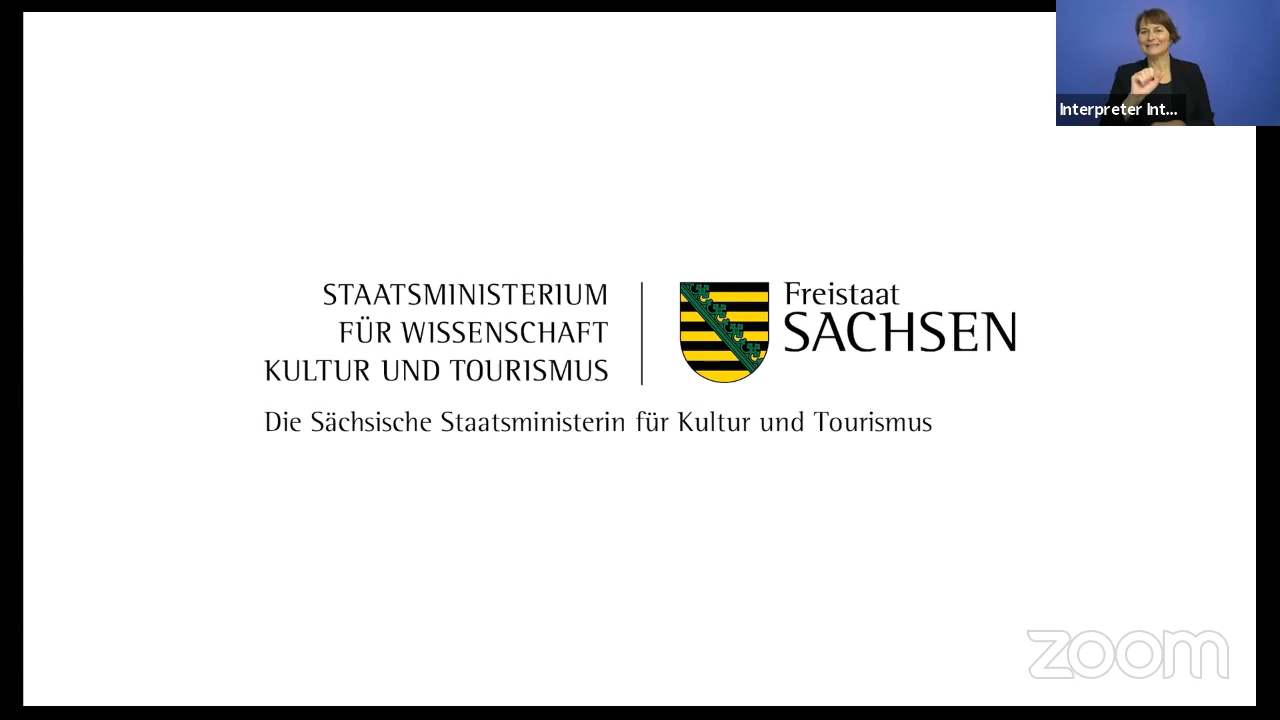 Interpreter Int...
STAATSMINISTERIUM
FÜR WISSENSCHAFT
KULTUR UND TOURISMUS
Freistaat
SACHSEN
Die Sächsische Staatsministerin für Kultur und Tourismus
zoom